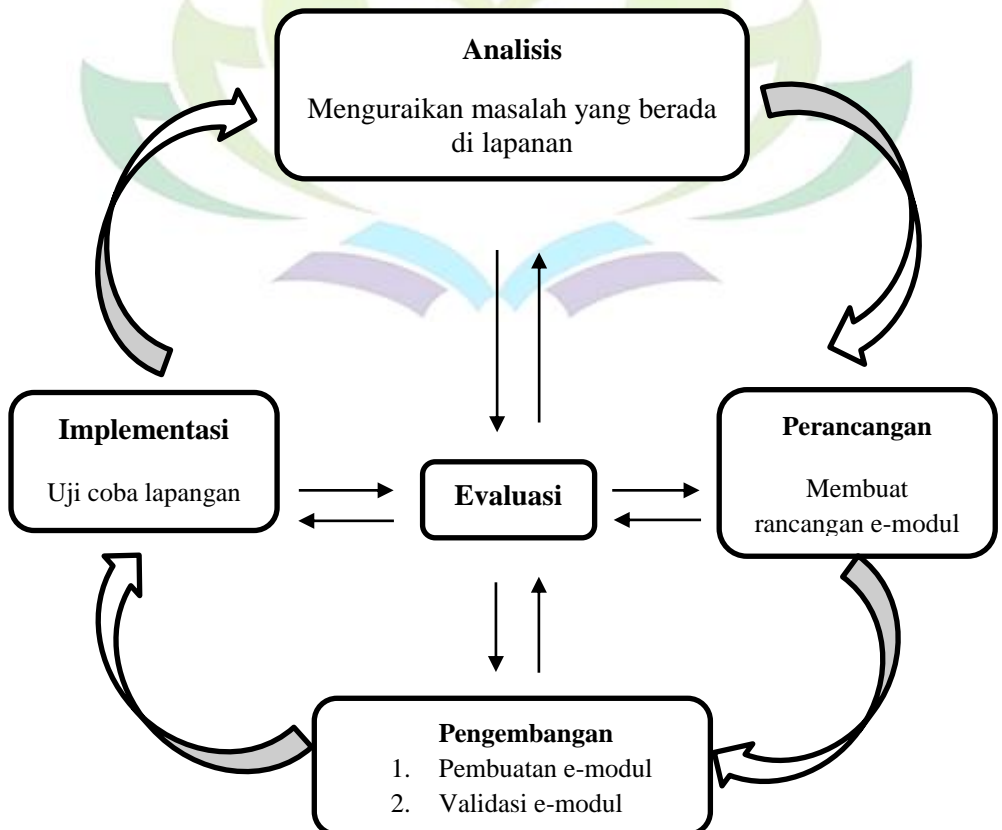 Analisis
Menguraikan masalah yang berada
di lapanan
Implementasi
Uji coba lapangan
Evaluasi
Perancangan
Membuat
rancangan e-modul
Pengembangan
1. Pembuatan e-modul
2. Validasi e-modul